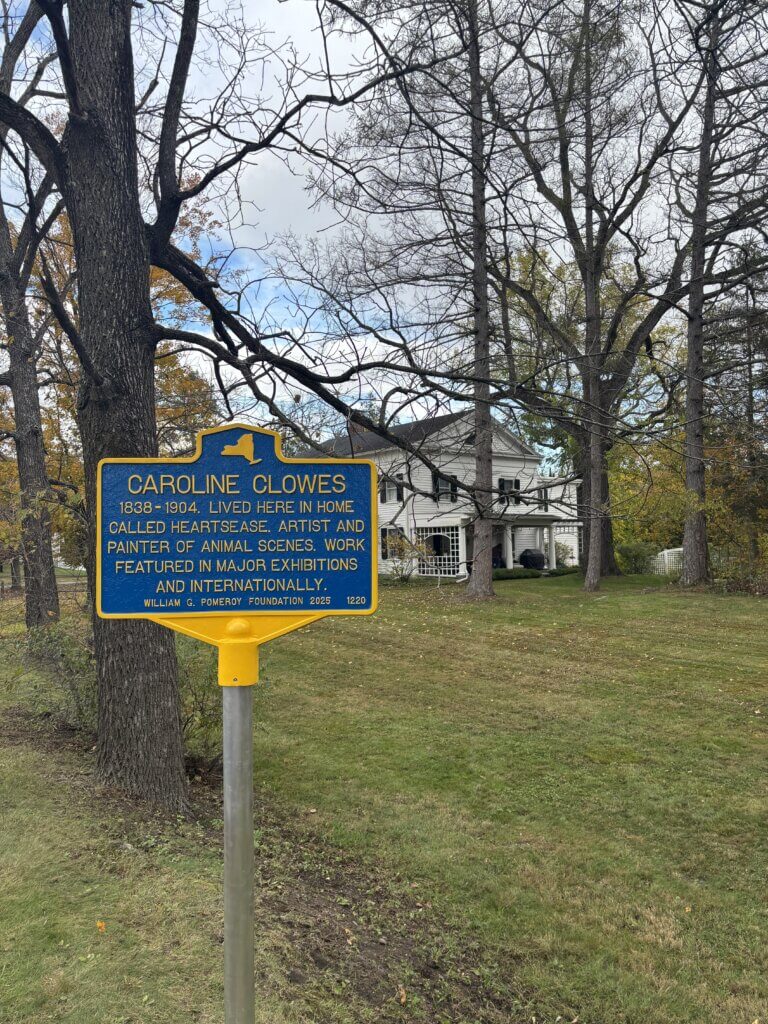 CAROLINE CLOWES
1838-1904. LIVED HERE IN HOME
CALLED HEARTSEASE. ARTIST AND
PAINTER OF ANIMAL SCENES. WORK
FEATURED IN MAJOR EXHIBITIONS
AND INTERNATIONALLY.
WILLIAM G. POMEROY FOUNDATION 2025 1220